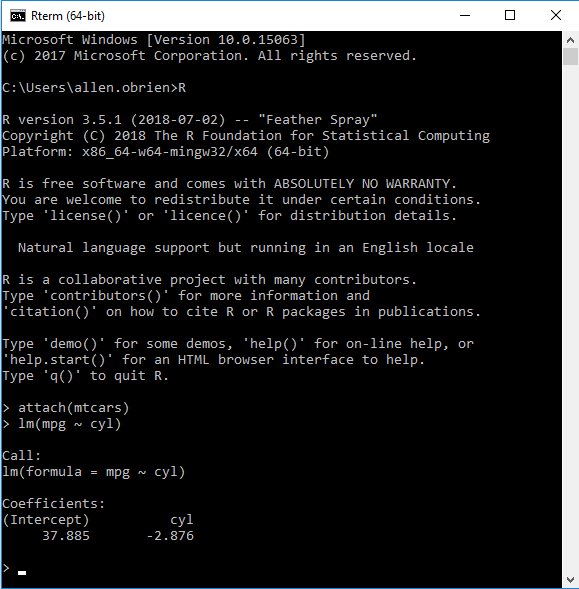 Rterm (64-bit)
Microsoft Windows [Version 10.0.15063]
(c) 2017 Microsoft Corporation. All rights reserved.
C:\Users\allen.obrien>R
R version 3.5.1 (2018-07-02) -- "Feather Spray"
Copyright (C) 2018 The R Foundation for Statistical Computing
Platform: x86_64-w64-mingw32/x64 (64-bit)
R is free software and comes with ABSOLUTELY NO WARRANTY.
You are welcome to redistribute it under certain conditions.
Type 'license()' or 'licence()' for distribution details.
  Natural language support but running in an English locale
R is a collaborative project with many contributors.
Type 'contributors()' for more information and
'citation()' on how to cite R or R packages in publications.
Type 'demo()' for some demos, 'help()' for on-line help, or
'help.start()' for an HTML browser interface to help.
Type 'q()' to quit R.
> attach(mtcars)
> lm(mpg ~ cyl)
Call:
lm(formula = mpg ~ cyl)
Coefficients:
(Intercept)          cyl
     37.885       -2.876
>